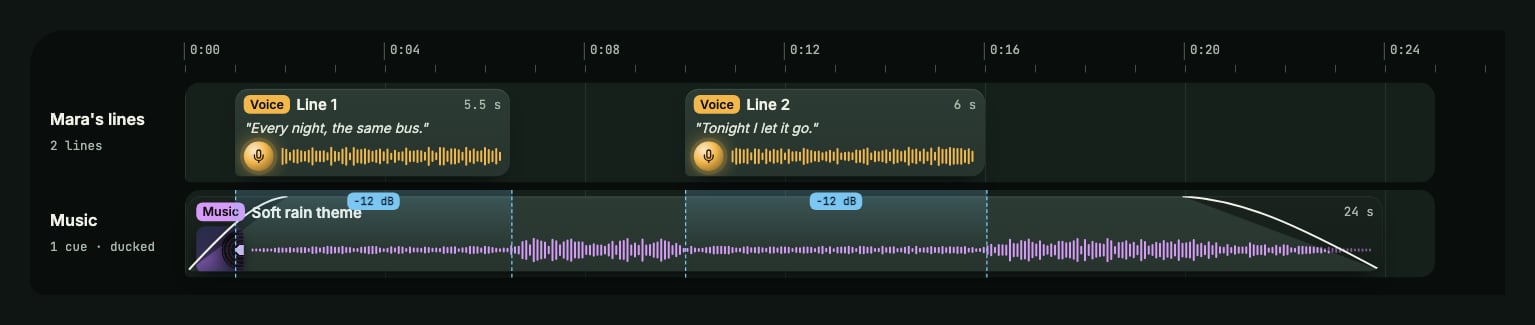 0:00 0:04 0:08 0:12 0:16 0:20 0:24
Mara's lines
2 lines
Voice Line 1 5.5 s
"Every night, the same bus."
Voice Line 2 6 s
"Tonight I let it go."
Music
1 cue · ducked
-12 dB -12 dB
Music Soft rain theme 24 s